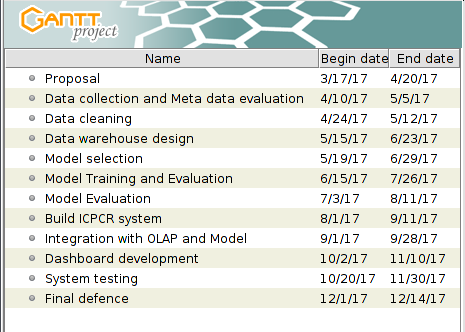 GANTT
project
Name Begin date End date
Proposal 3/17/17 4/20/17
Data collection and Meta data evaluation 4/10/17 5/5/17
Data cleaning 4/24/17 5/12/17
Data warehouse design 5/15/17 6/23/17
Model selection 5/19/17 6/29/17
Model Training and Evaluation 6/15/17 7/26/17
Model Evaluation 7/3/17 8/11/17
Build ICPCR system 8/1/17 9/11/17
Integration with OLAP and Model 9/1/17 9/28/17
Dashboard development 10/2/17 11/10/17
System testing 10/20/17 11/30/17
Final defence 12/1/17 12/14/17